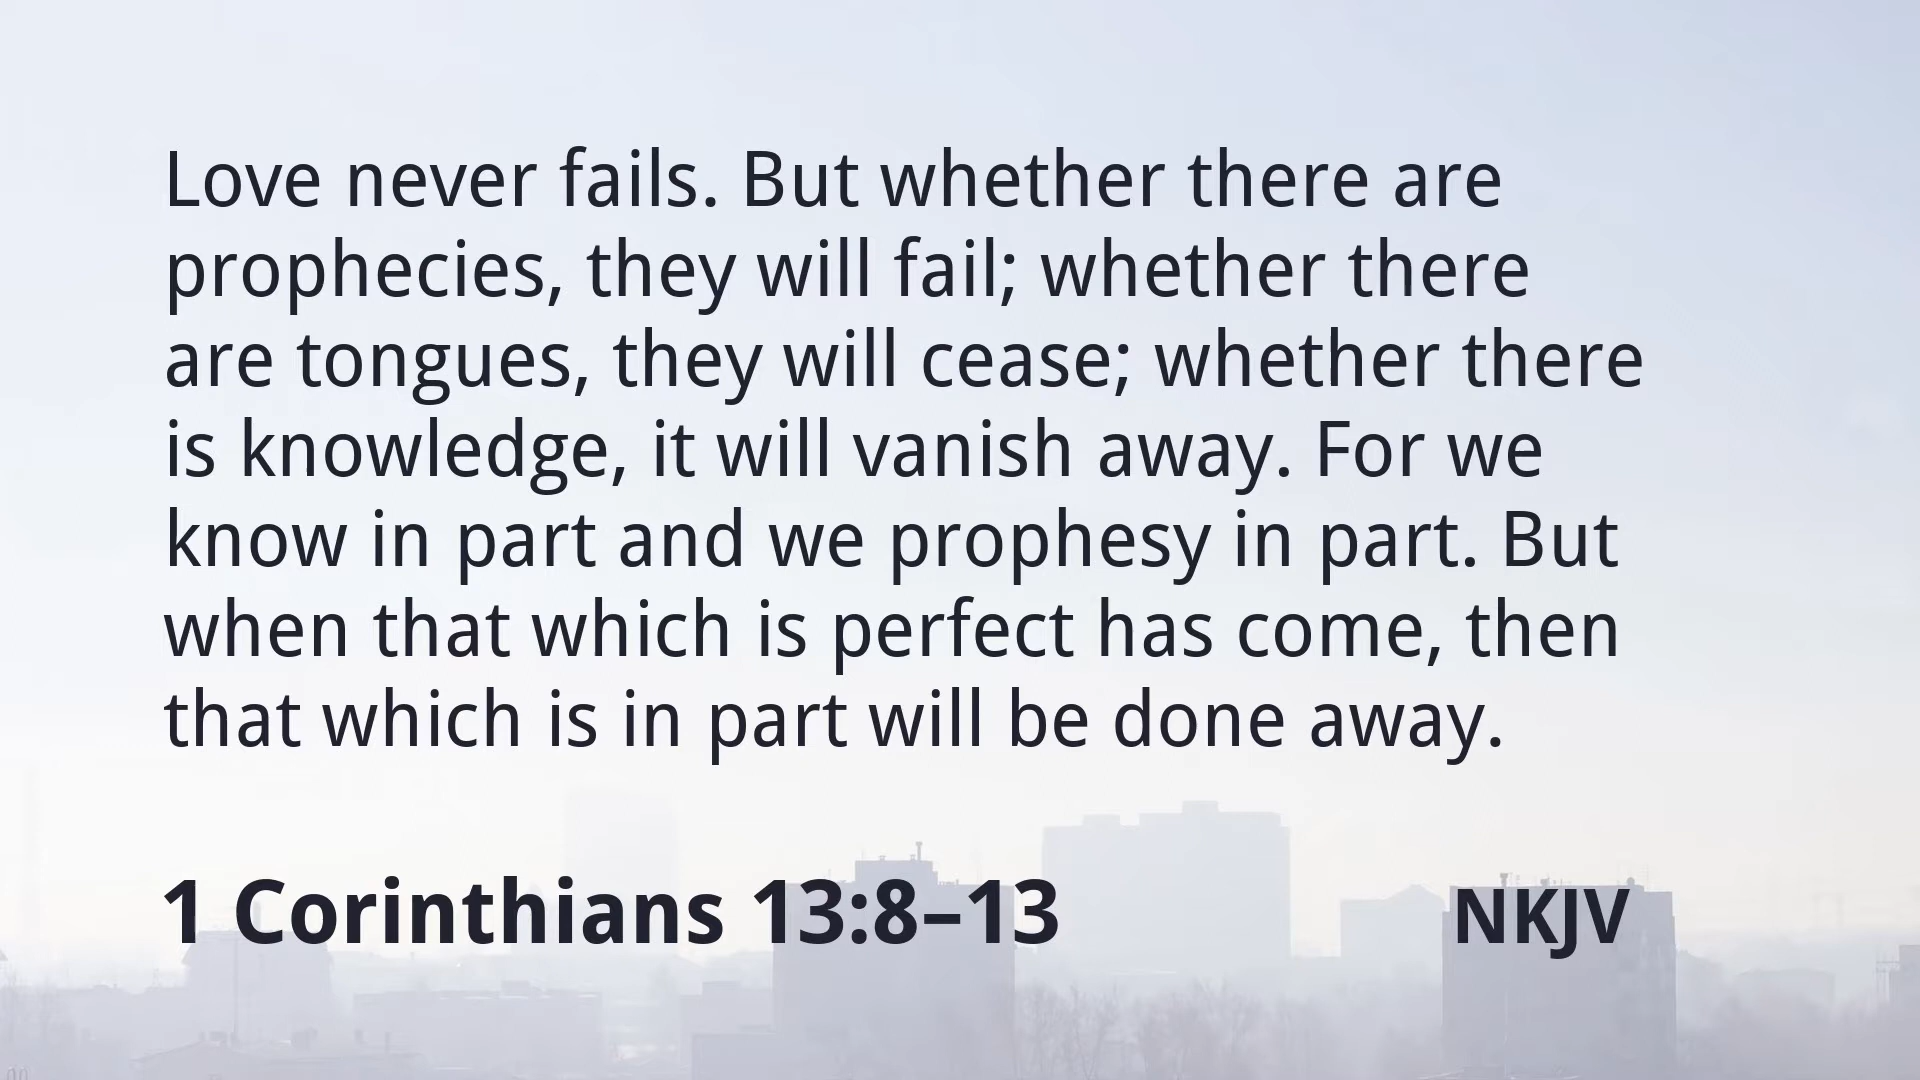 Love never fails. But whether there are
prophecies, they will fail; whether there
are tongues, they will cease; whether there
is knowledge, it will vanish away. For we
know in part and we prophesy in part. But
when that which is perfect has come, then
that which is in part will be done away.
1 Corinthians 13:8–13 NKJV